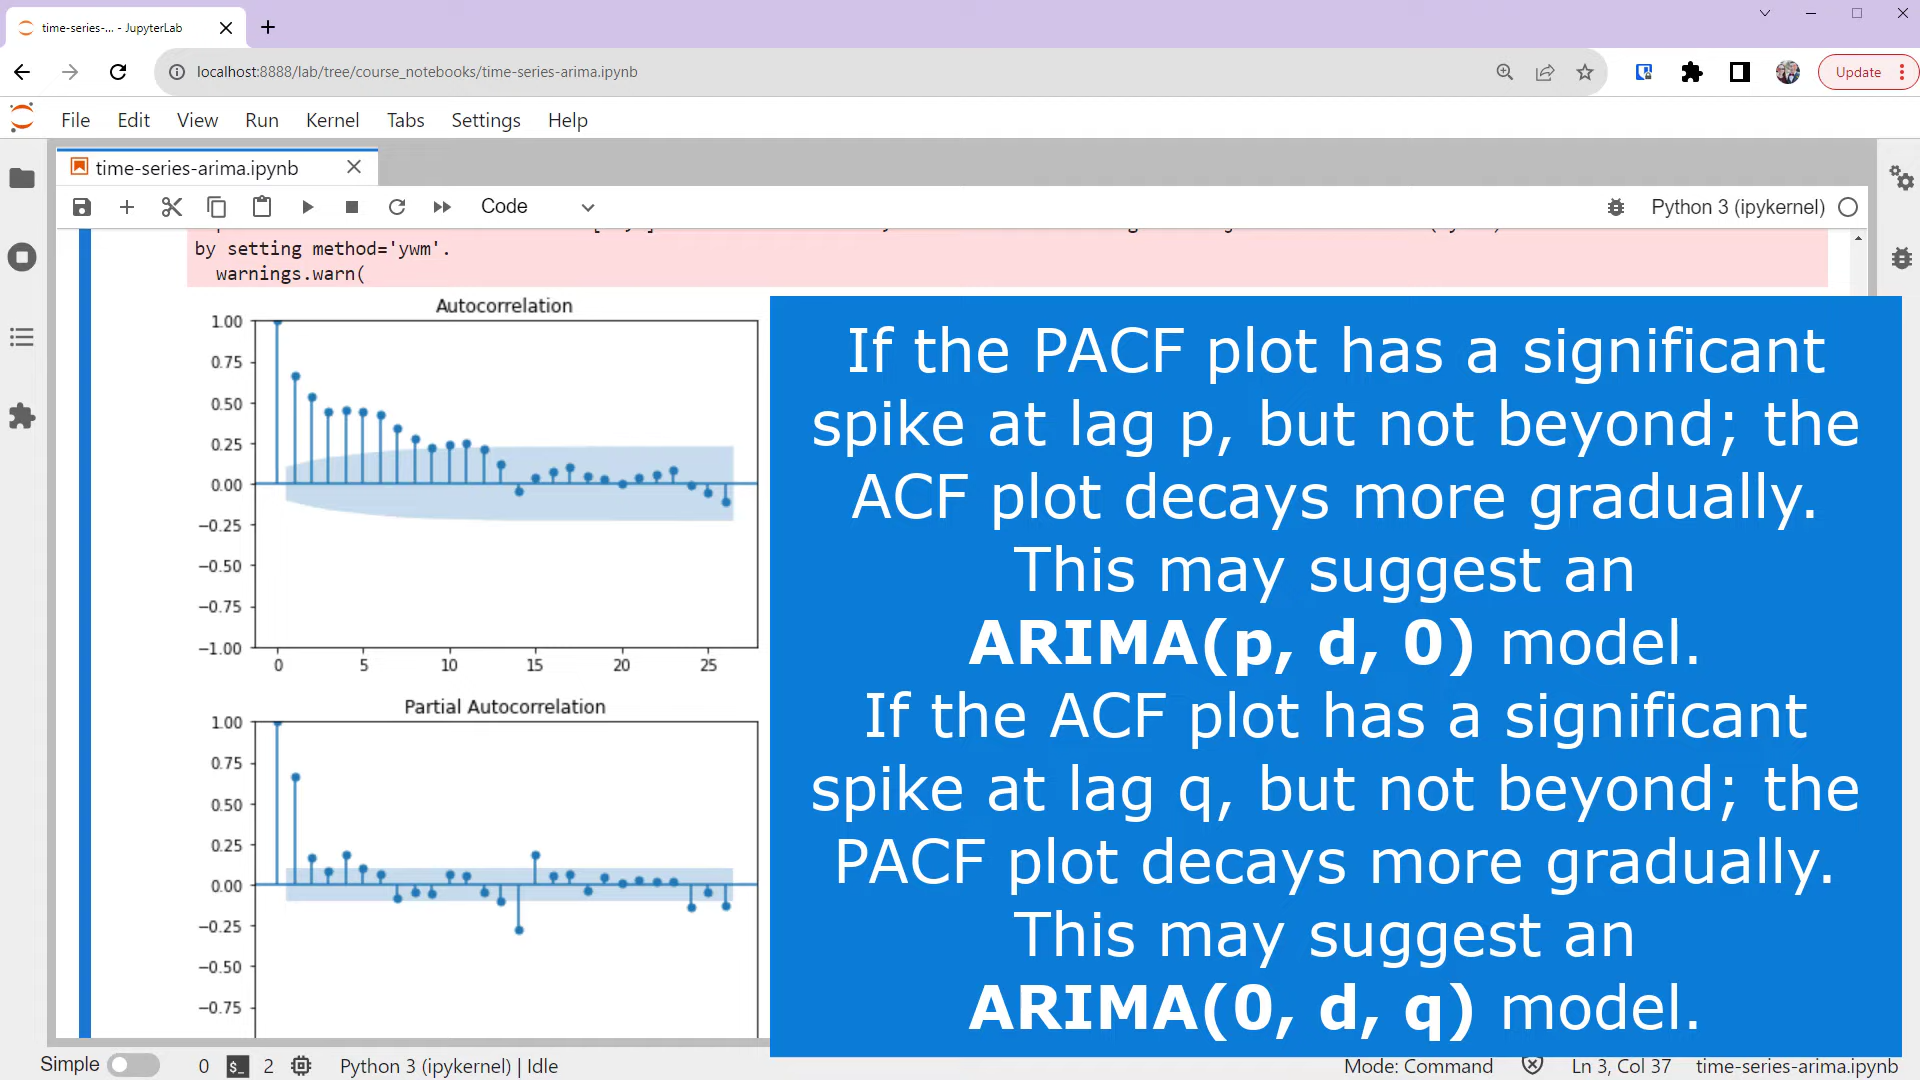 time-series-... - JupyterLab
localhost:8888/lab/tree/course_notebooks/time-series-arima.ipynb
Update
File Edit View Run Kernel Tabs Settings Help
time-series-arima.ipynb
Code
Python 3 (ipykernel)
by setting method='ywm'.
warnings.warn(
Autocorrelation
1.00
0.75
0.50
0.25
0.00
−0.25
−0.50
−0.75
−1.00
0 5 10 15 20 25
Partial Autocorrelation
1.00
0.75
0.50
0.25
0.00
−0.25
−0.50
−0.75
If the PACF plot has a significant
spike at lag p, but not beyond; the
ACF plot decays more gradually.
This may suggest an
ARIMA(p, d, 0) model.
If the ACF plot has a significant
spike at lag q, but not beyond; the
PACF plot decays more gradually.
This may suggest an
ARIMA(0, d, q) model.
Simple 0 $_ 2 Python 3 (ipykernel) | Idle Mode: Command Ln 3, Col 37 time-series-arima.ipynb